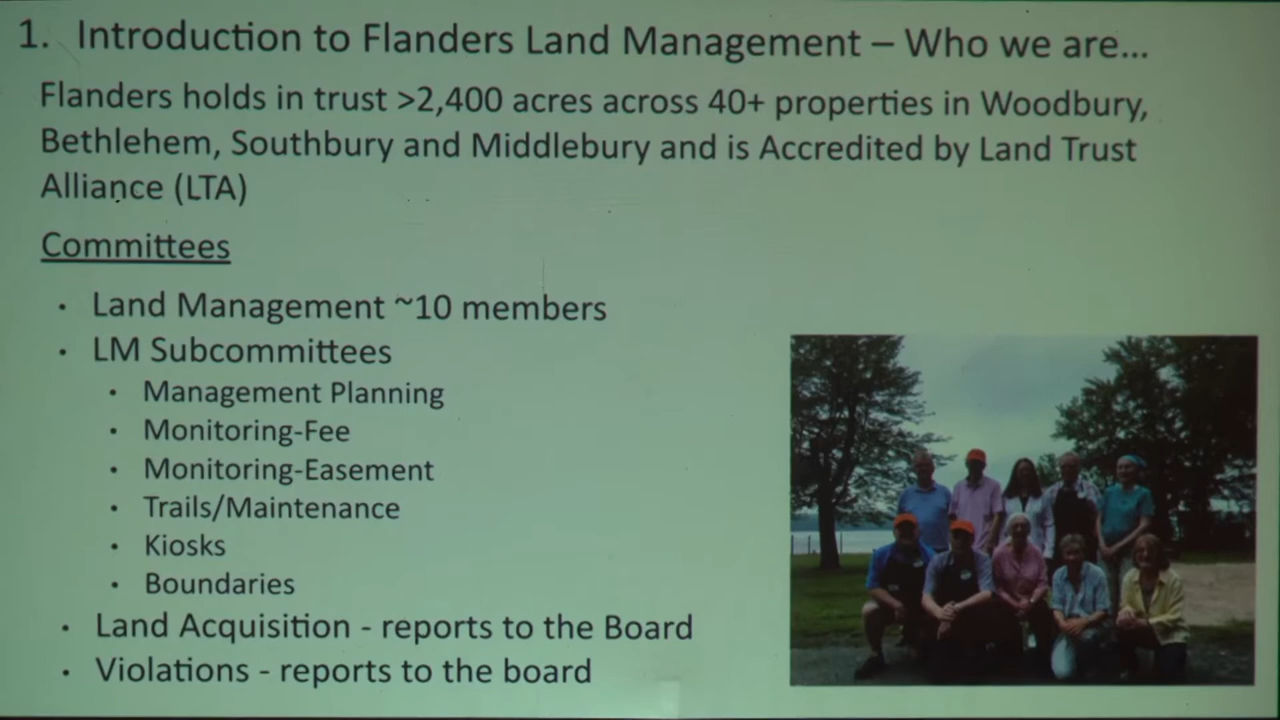 1. Introduction to Flanders Land Management – Who we are...
Flanders holds in trust >2,400 acres across 40+ properties in Woodbury,
Bethlehem, Southbury and Middlebury and is Accredited by Land Trust
Alliance (LTA)
Committees
• Land Management ~10 members
• LM Subcommittees
• Management Planning
• Monitoring-Fee
• Monitoring-Easement
• Trails/Maintenance
• Kiosks
• Boundaries
• Land Acquisition - reports to the Board
• Violations - reports to the board